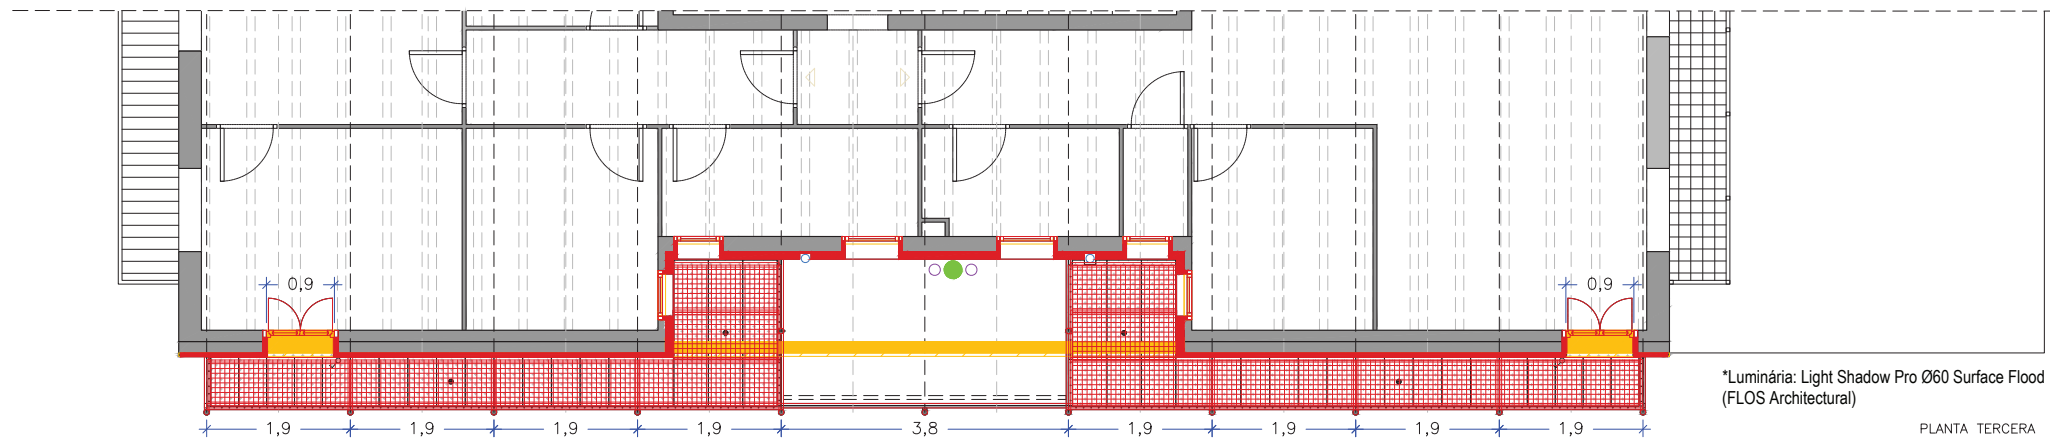 0,9
0,9
*Luminária: Light Shadow Pro Ø60 Surface Flood
(FLOS Architectural)
1,9 1,9 1,9 1,9 3,8 1,9 1,9 1,9 1,9
PLANTA TERCERA